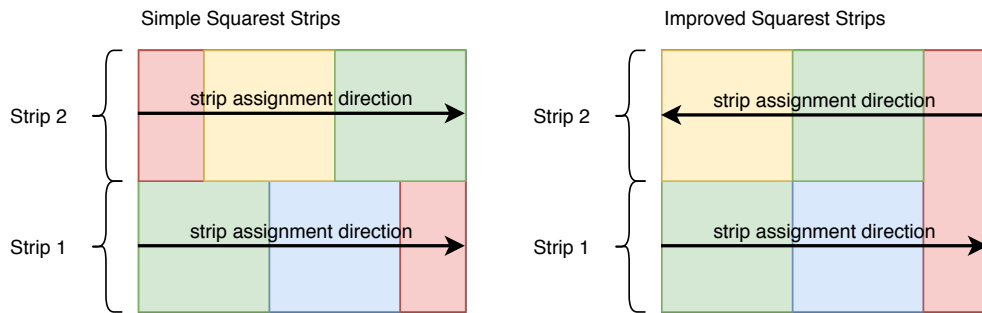 Simple Squarest Strips
Improved Squarest Strips
Strip 2
strip assignment direction
Strip 1
strip assignment direction
Strip 2
strip assignment direction
Strip 1
strip assignment direction